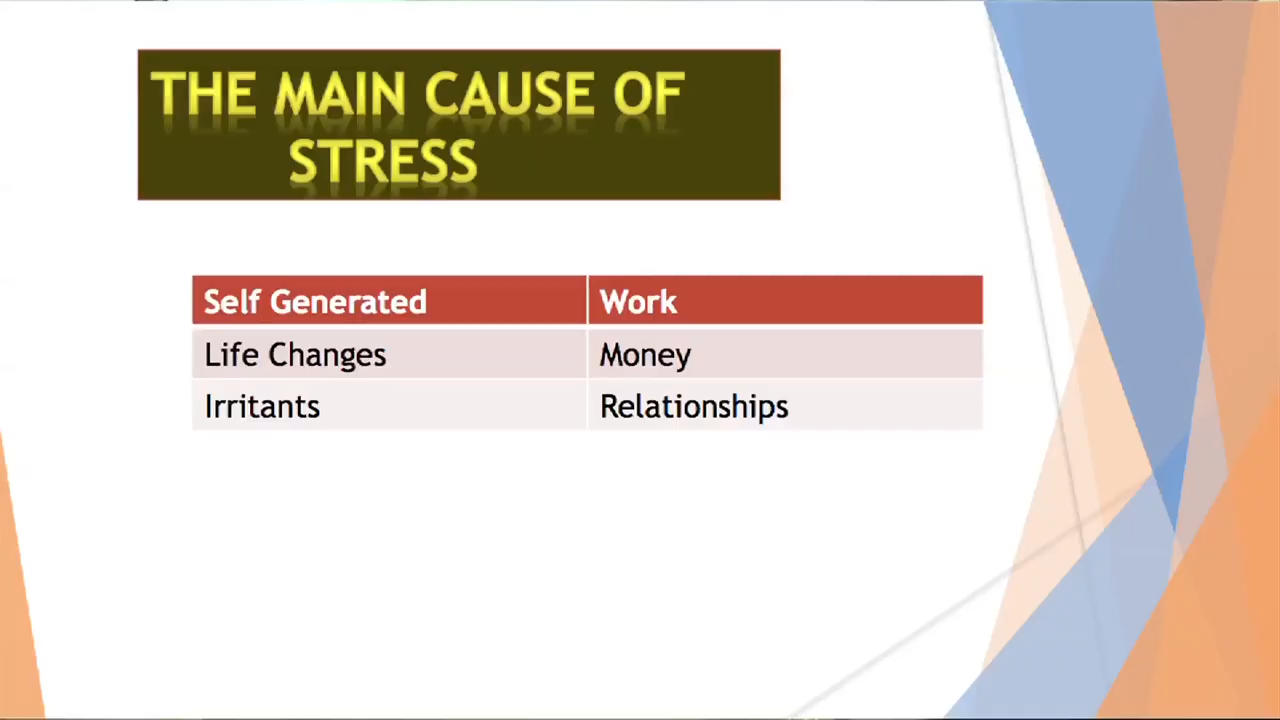 THE MAIN CAUSE OF
STRESS
Self Generated Work
Life Changes Money
Irritants Relationships